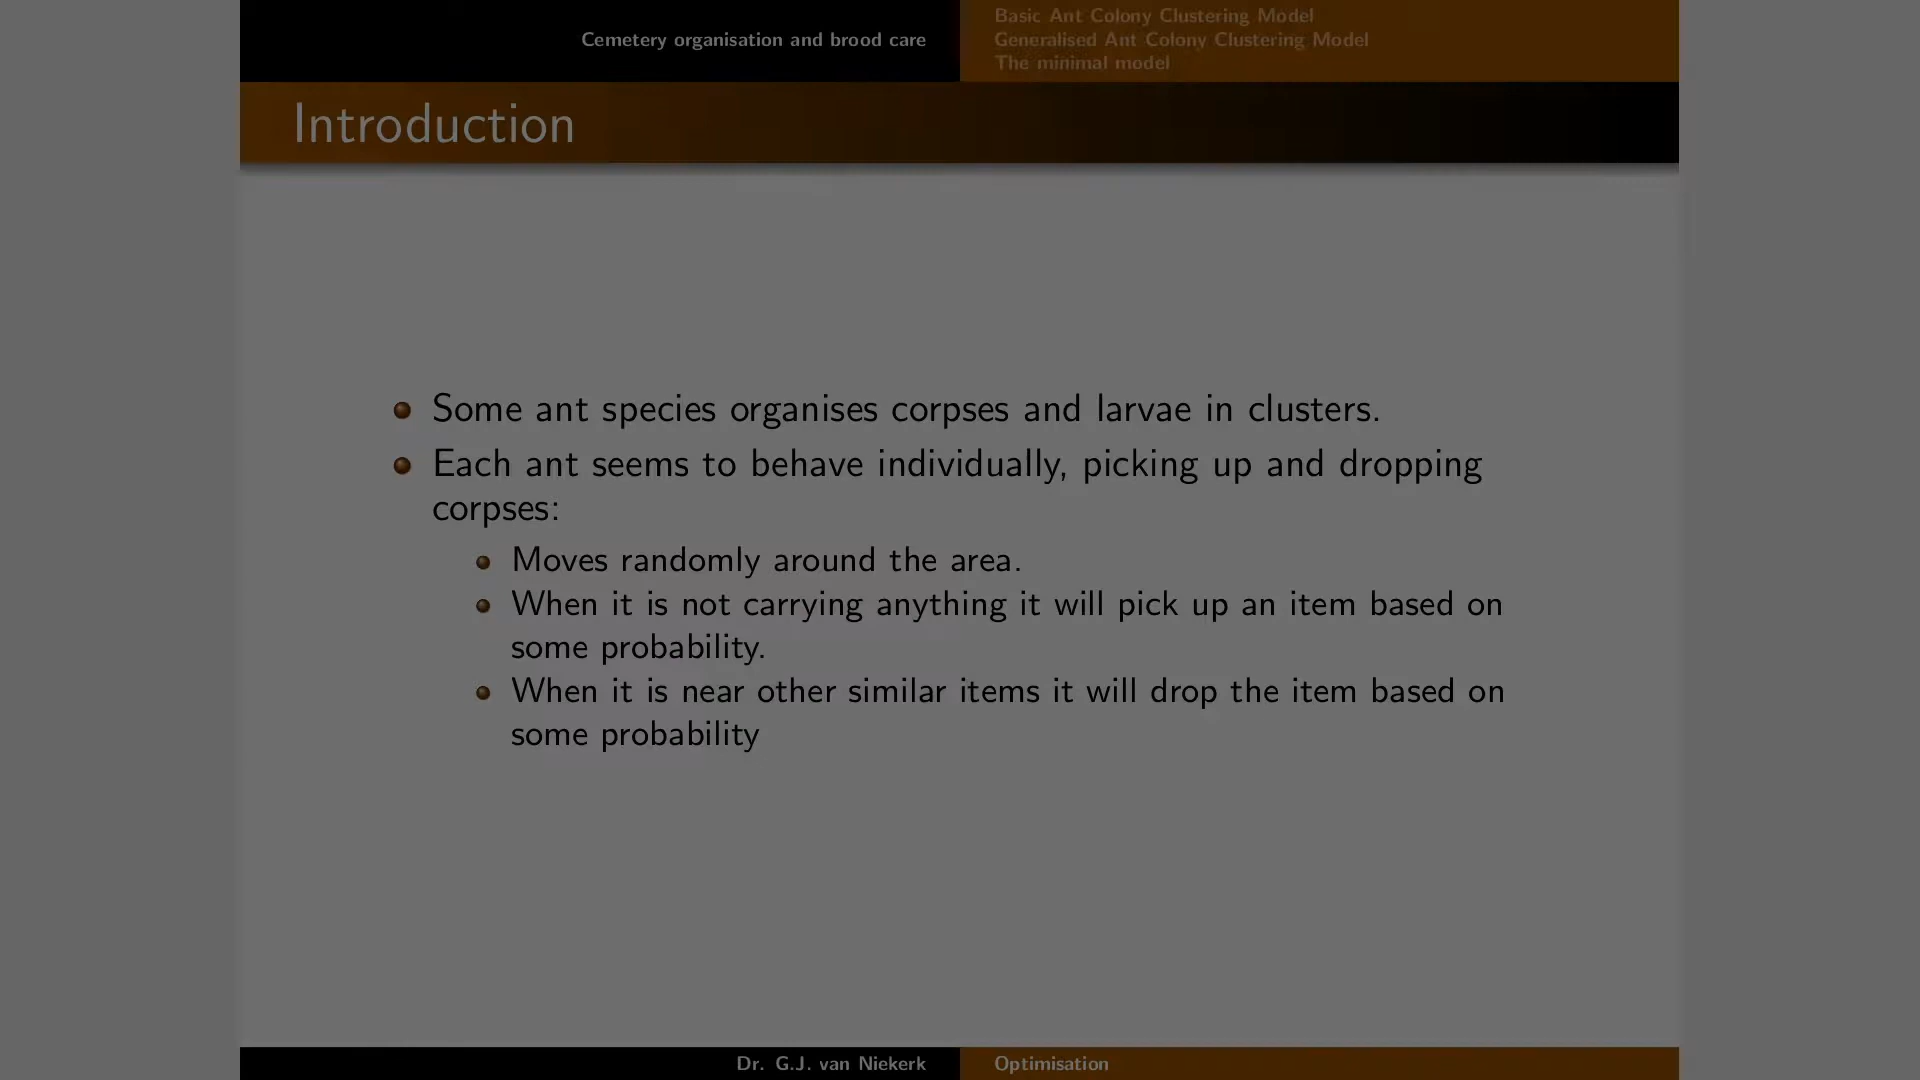 Cemetery organisation and brood care
Basic Ant Colony Clustering Model
Generalised Ant Colony Clustering Model
The minimal model
Introduction
Some ant species organises corpses and larvae in clusters.
Each ant seems to behave individually, picking up and dropping
corpses:
Moves randomly around the area.
When it is not carrying anything it will pick up an item based on
some probability.
When it is near other similar items it will drop the item based on
some probability
Dr. G.J. van Niekerk
Optimisation